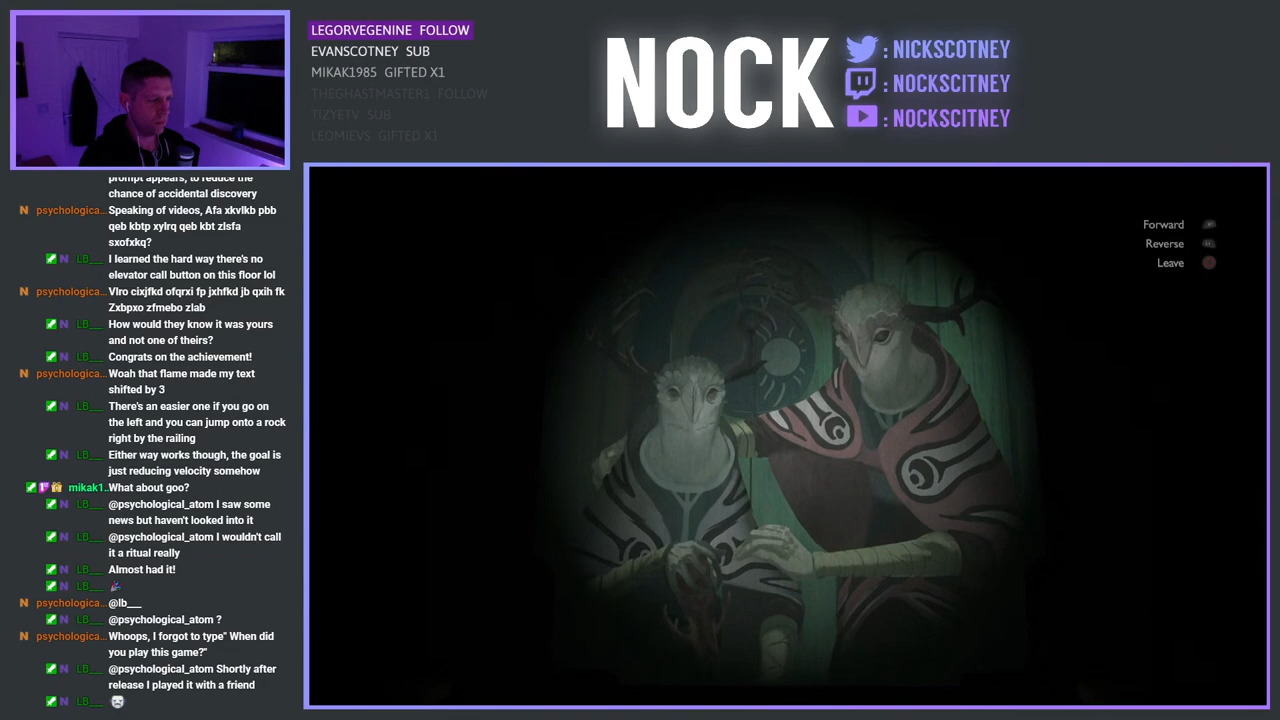 LEGORVEGENINE FOLLOW
EVANSCOTNEY SUB
MIKAK1985 GIFTED X1
THEGHASTMASTER1 FOLLOW
TIZYETV SUB
LEOMIEVS GIFTED X1
NOCK
: NICKSCOTNEY
: NOCKSCITNEY
: NOCKSCITNEY
prompt appears, to reduce the
chance of accidental discovery
N psychologica... Speaking of videos, Afa xkvlkb pbb
qeb kbtp xylrq qeb kbt zlsfa
sxofxkq?
N LB___ I learned the hard way there's no
elevator call button on this floor lol
N psychologica... Vlro cixjfkd ofqrxi fp jxhfkd jb qxih fk
Zxbpxo zfmebo zlab
N LB___ How would they know it was yours
and not one of theirs?
N LB___ Congrats on the achievement!
N psychologica... Woah that flame made my text
shifted by 3
N LB___ There's an easier one if you go on
the left and you can jump onto a rock
right by the railing
N LB___ Either way works though, the goal is
just reducing velocity somehow
mikak1.. What about goo?
N LB___ @psychological_atom I saw some
news but haven't looked into it
N LB___ @psychological_atom I wouldn't call
it a ritual really
N LB___ Almost had it!
N LB___
N psychologica... @lb___
N LB___ @psychological_atom ?
N psychologica... Whoops, I forgot to type" When did
you play this game?"
N LB___ @psychological_atom Shortly after
release I played it with a friend
N LB___
Forward
Reverse
Leave